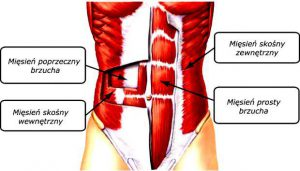 Mięsień poprzeczny
brzucha
Mięsień skośny
wewnętrzny
Mięsień skośny
zewnętrzny
Mięsień prosty
brzucha